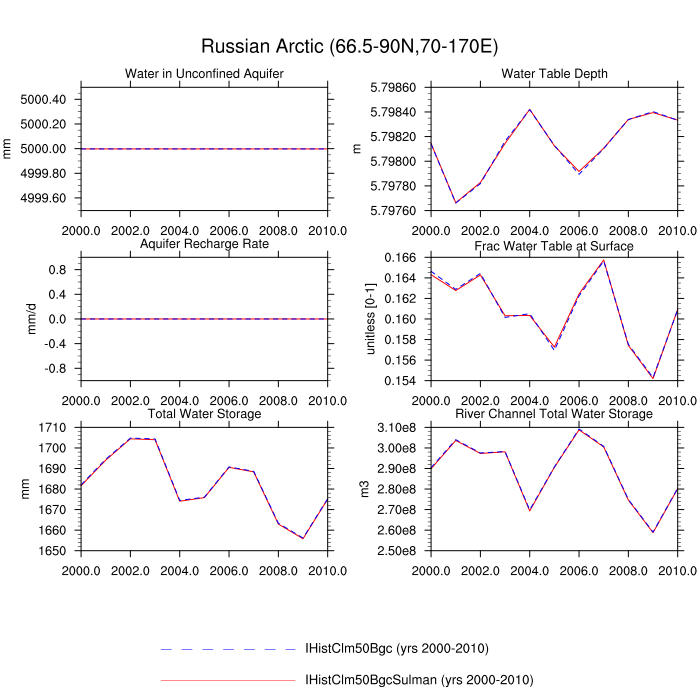 Russian Arctic (66.5-90N,70-170E)
Water in Unconfined Aquifer
mm
5000.40
5000.20
5000.00
4999.80
4999.60
2000.0 2002.0 2004.0 2006.0 2008.0 2010.0
Water Table Depth
m
5.79860
5.79840
5.79820
5.79800
5.79780
5.79760
2000.0 2002.0 2004.0 2006.0 2008.0 2010.0
Aquifer Recharge Rate
mm/d
0.8
0.4
0.0
-0.4
-0.8
2000.0 2002.0 2004.0 2006.0 2008.0 2010.0
Frac Water Table at Surface
unitless [0-1]
0.166
0.164
0.162
0.160
0.158
0.156
0.154
2000.0 2002.0 2004.0 2006.0 2008.0 2010.0
Total Water Storage
mm
1710
1700
1690
1680
1670
1660
1650
2000.0 2002.0 2004.0 2006.0 2008.0 2010.0
River Channel Total Water Storage
m3
3.10e8
3.00e8
2.90e8
2.80e8
2.70e8
2.60e8
2.50e8
2000.0 2002.0 2004.0 2006.0 2008.0 2010.0
IHistClm50Bgc (yrs 2000-2010)
IHistClm50BgcSulman (yrs 2000-2010)